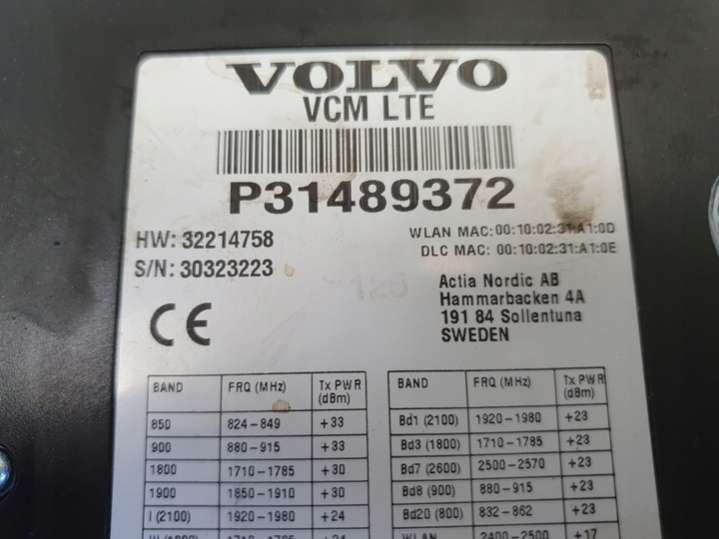 VOLVO
VCM LTE
P31489372
HW: 32214758
S/N: 30323223
WLAN MAC: 00:10:02:31:A1:0D
DLC MAC: 00:10:02:31:A1:0E
Actia Nordic AB
Hammarbacken 4A
191 84 Sollentuna
SWEDEN
CE
BAND FRQ (MHz) Tx PWR (dBm)
850 824-849 +33
900 880-915 +33
1800 1710-1785 +30
1900 1850-1910 +30
I (2100) 1920-1980 +24
BAND FRQ (MHz) Tx PWR (dBm)
Bd1 (2100) 1920-1980 +23
Bd3 (1800) 1710-1785 +23
Bd7 (2600) 2500-2570 +23
Bd8 (900) 880-915 +23
Bd20 (800) 832-862 +23
WLAN 2400-2500 +17